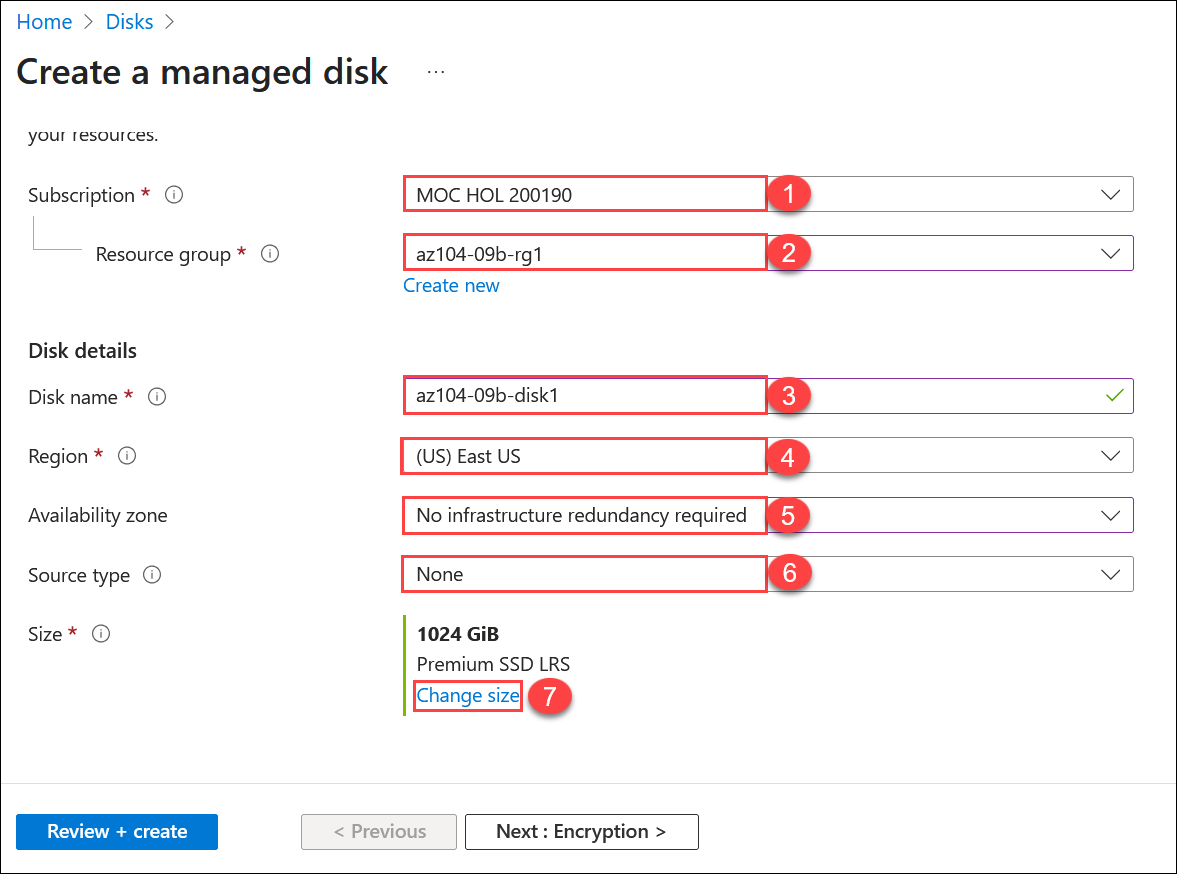 Home > Disks >
Create a managed disk ...
your resources.
Subscription *
MOC HOL 200190 1
Resource group *
az104-09b-rg1 2
Create new
Disk details
Disk name *
az104-09b-disk1 3
Region *
(US) East US 4
Availability zone
No infrastructure redundancy required 5
Source type
None 6
Size *
1024 GiB
Premium SSD LRS
Change size 7
Review + create
< Previous
Next : Encryption >